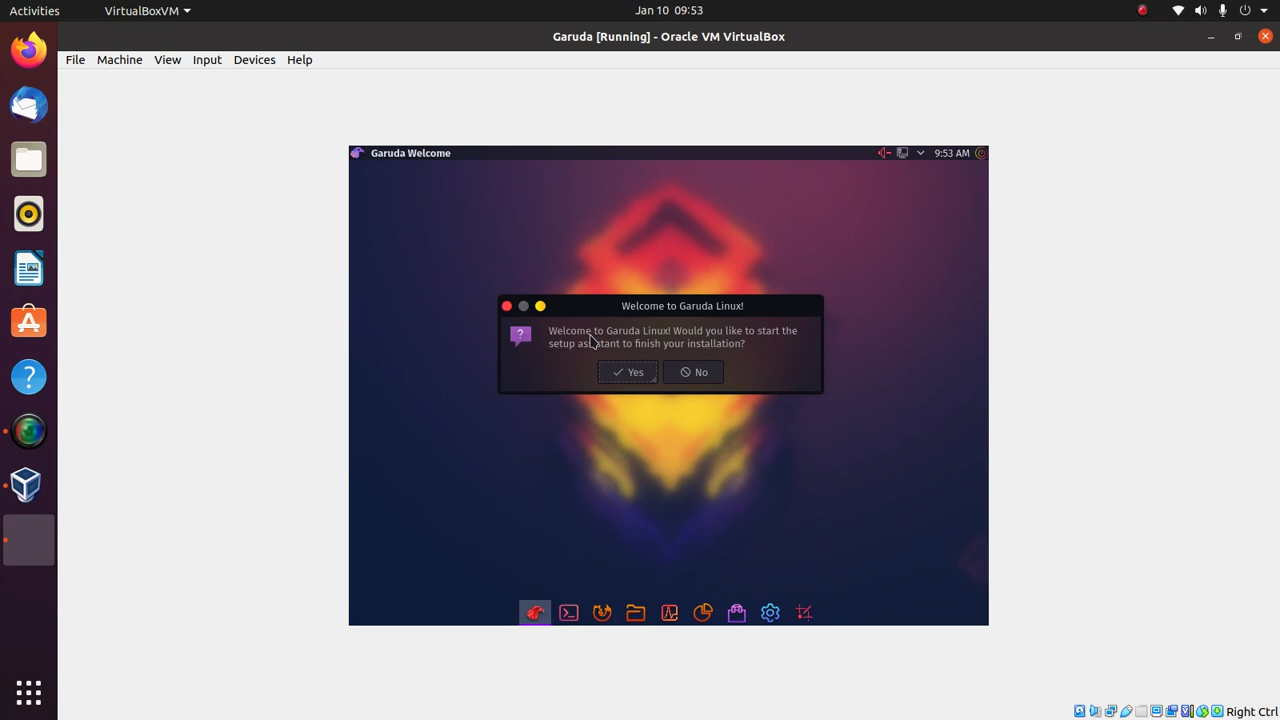 Activities
VirtualBoxVM
Jan 10 09:53
Garuda [Running] - Oracle VM VirtualBox
File Machine View Input Devices Help
Garuda Welcome
9:53 AM
Welcome to Garuda Linux!
Welcome to Garuda Linux! Would you like to start the
setup assistant to finish your installation?
Yes
No
Right Ctrl